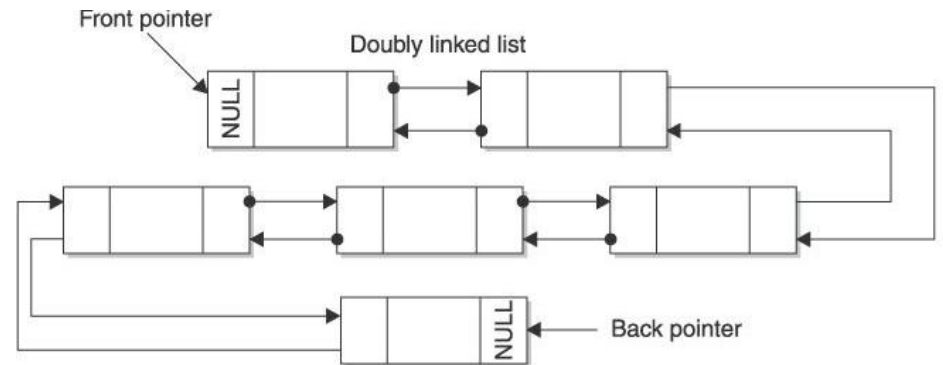 Front pointer
Doubly linked list
NULL
NULL
Back pointer